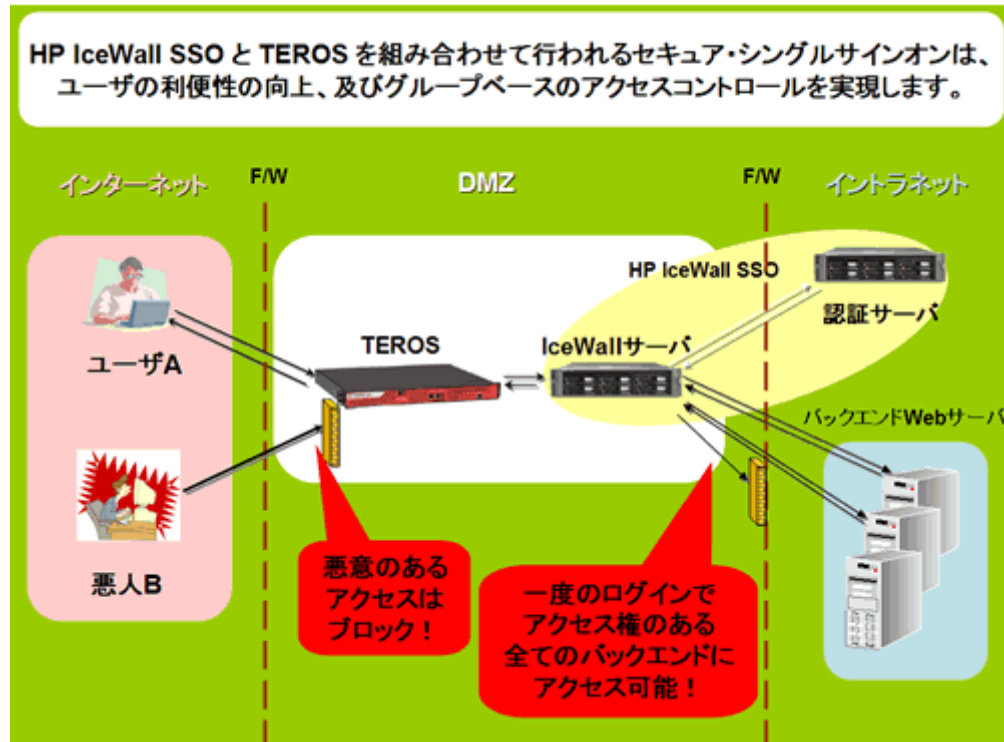 HP IceWall SSO と TEROS を組み合わせて行われるセキュア・シングルサインオンは、
ユーザの利便性の向上、及びグループベースのアクセスコントロールを実現します。
インターネット
F/W
DMZ
F/W
イントラネット
HP IceWall SSO
認証サーバ
ユーザA
TEROS
IceWallサーバ
バックエンドWebサーバ
悪人B
悪意のある
アクセスは
ブロック！
一度のログインで
アクセス権のある
全てのバックエンドに
アクセス可能！